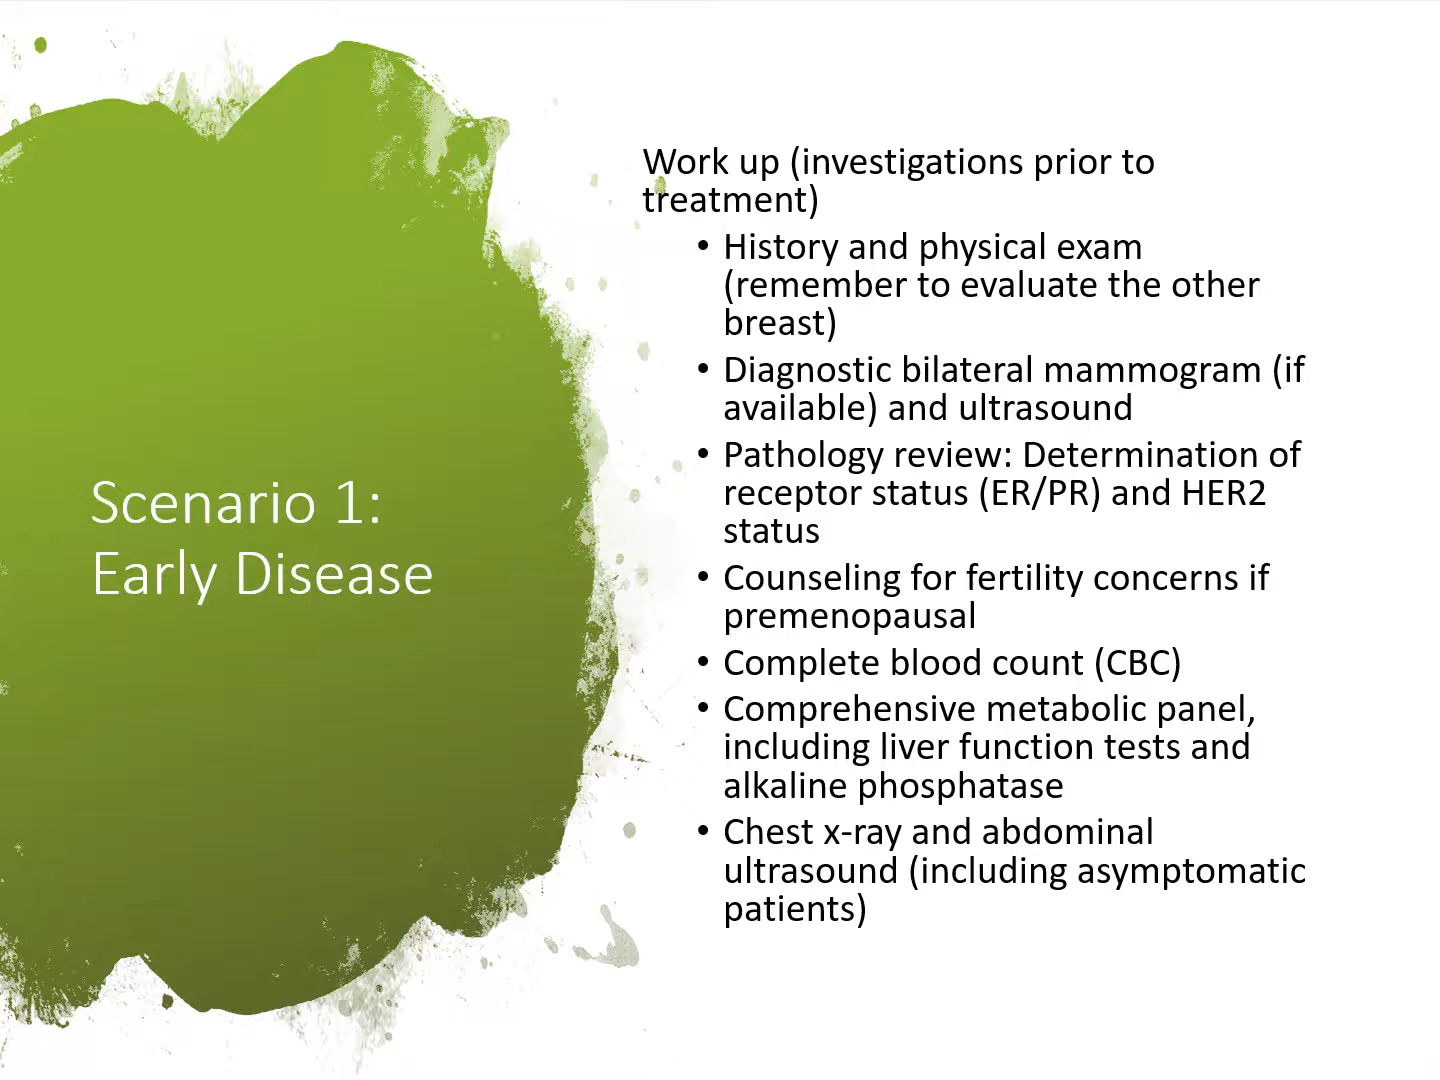 Scenario 1:
Early Disease
Work up (investigations prior to
treatment)
• History and physical exam
(remember to evaluate the other
breast)
• Diagnostic bilateral mammogram (if
available) and ultrasound
• Pathology review: Determination of
receptor status (ER/PR) and HER2
status
• Counseling for fertility concerns if
premenopausal
• Complete blood count (CBC)
• Comprehensive metabolic panel,
including liver function tests and
alkaline phosphatase
• Chest x-ray and abdominal
ultrasound (including asymptomatic
patients)